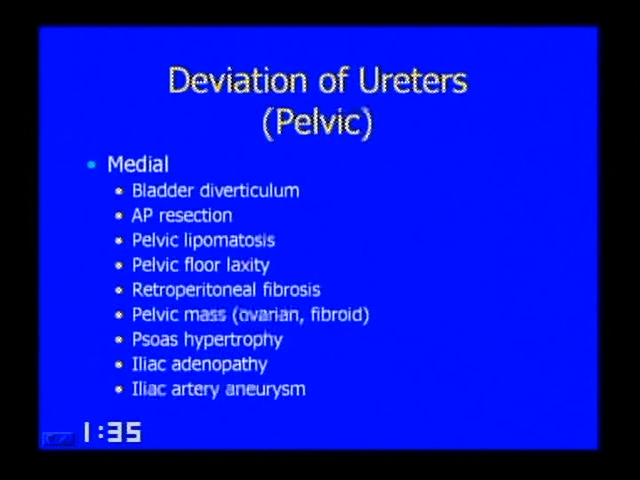 Deviation of Ureters
(Pelvic)
Medial
Bladder diverticulum
AP resection
Pelvic lipomatosis
Pelvic floor laxity
Retroperitoneal fibrosis
Pelvic mass (ovarian, fibroid)
Psoas hypertrophy
Iliac adenopathy
Iliac artery aneurysm
1:35